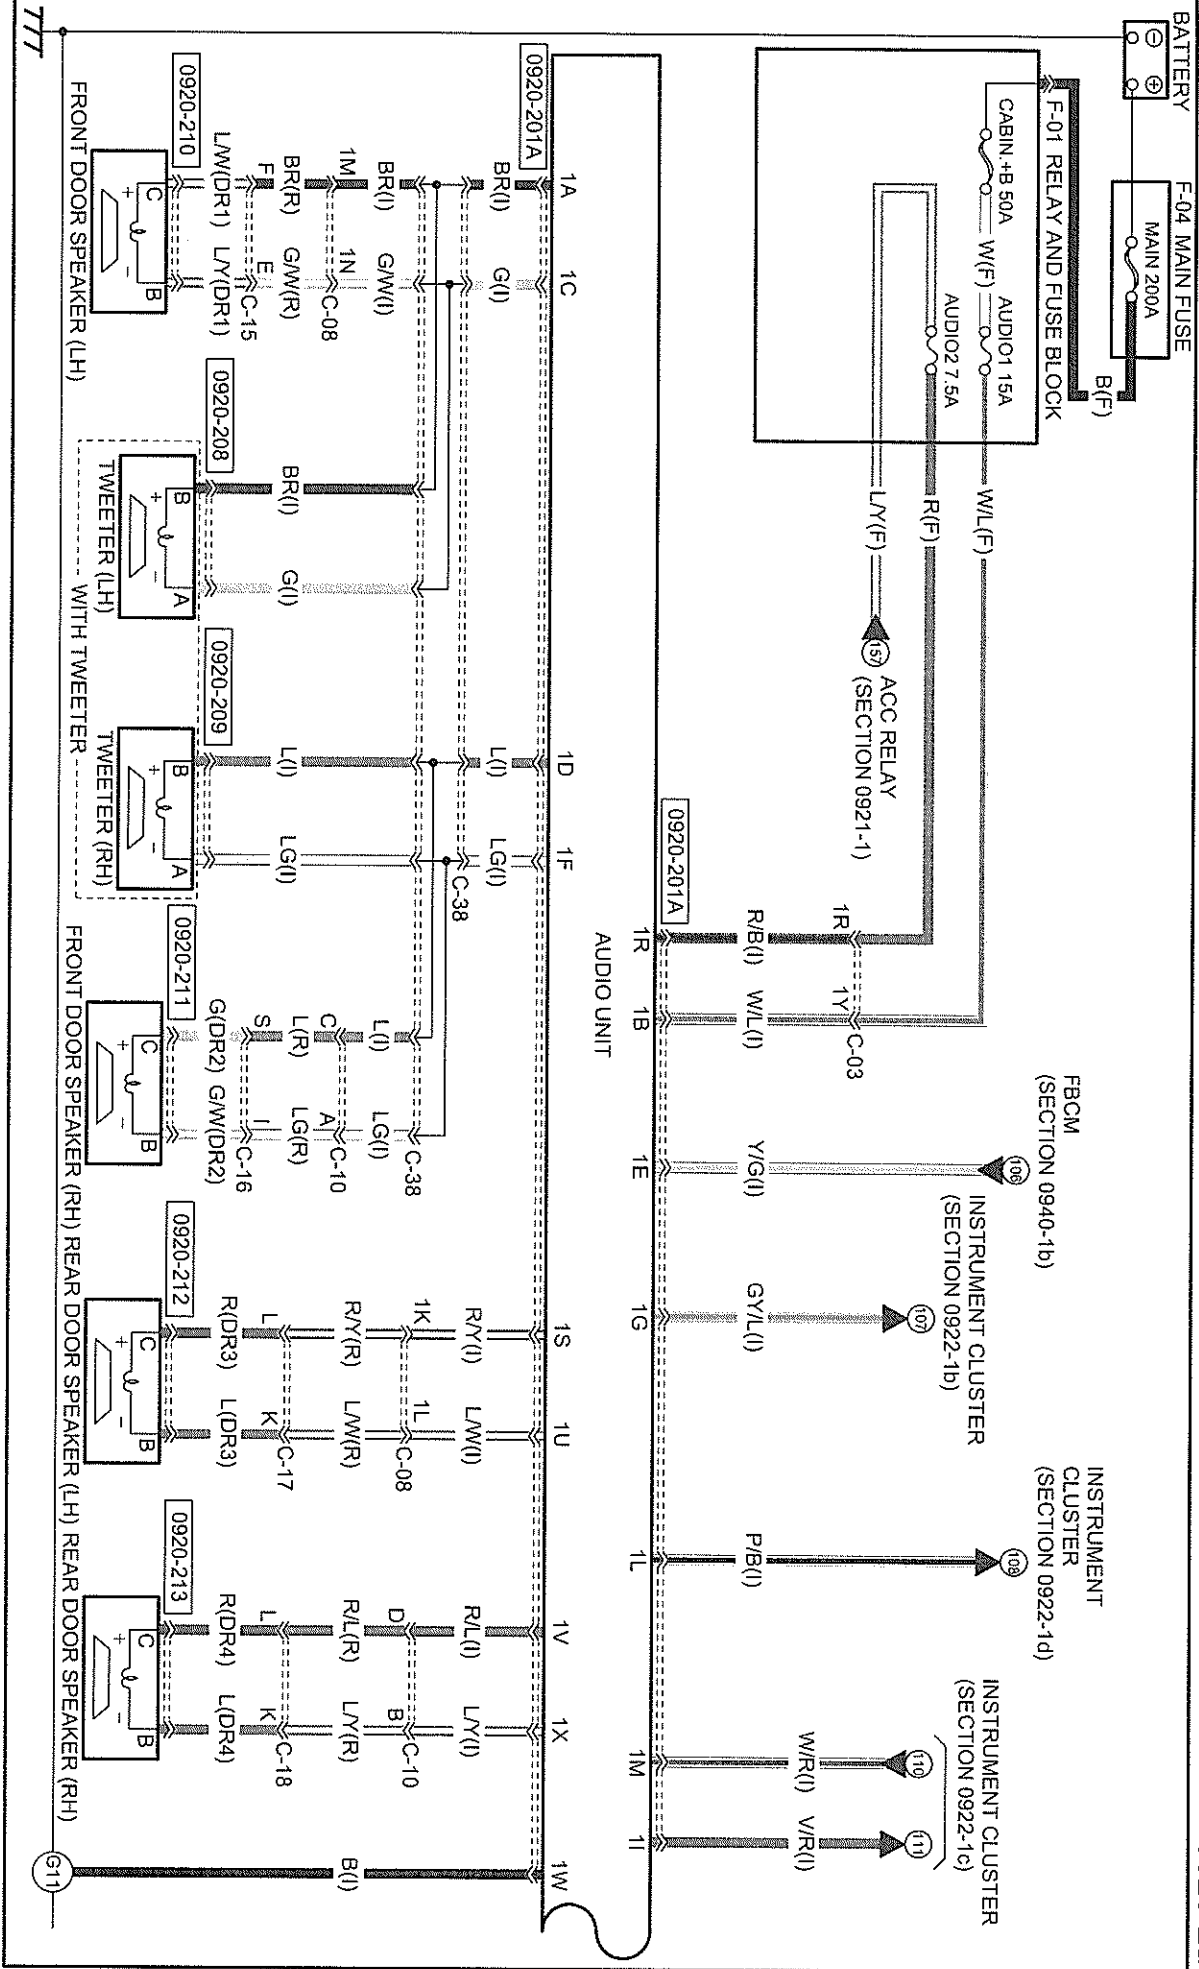 BATTERY
F-04 MAIN FUSE
MAIN 200A
B(F)
F-01 RELAY AND FUSE BLOCK
CABIN.+B 50A
W(F)
AUDIO1 15A
AUDIO2 7.5A
W/L(F)
R(F)
L/Y(F)
157
ACC RELAY
(SECTION 0921-1)
FBCM
(SECTION 0940-1b)
106
INSTRUMENT CLUSTER
(SECTION 0922-1b)
107
INSTRUMENT
CLUSTER
(SECTION 0922-1d)
108
INSTRUMENT CLUSTER
(SECTION 0922-1c)
110
111
1R
1Y
C-03
R/B(I)
W/L(I)
Y/G(I)
GY/L(I)
P/B(I)
W/R(I)
V/R(I)
0920-201A
1R
1B
1E
1G
1L
1M
1I
AUDIO UNIT
0920-201A
1A
1C
1D
1F
1S
1U
1V
1X
1W
BR(I)
G(I)
L(I)
LG(I)
C-38
R/Y(I)
L/W(I)
R/L(I)
L/Y(I)
B(I)
BR(I)
G/W(I)
L(I)
LG(I)
C-38
1M
1N
C-08
C
A
C-10
1K
1L
C-08
D
B
C-10
BR(R)
G/W(R)
BR(I)
G(I)
L(I)
LG(I)
L(R)
LG(R)
R/Y(R)
L/W(R)
R/L(R)
L/Y(R)
F
E
C-15
S
I
C-16
L
K
C-17
L
K
C-18
L/W(DR1)
L/Y(DR1)
G(DR2)
G/W(DR2)
R(DR3)
L(DR3)
R(DR4)
L(DR4)
0920-210
0920-208
0920-209
0920-211
0920-212
0920-213
C
B
+
−
B
A
+
−
B
A
+
−
C
B
+
−
C
B
+
−
C
B
+
−
FRONT DOOR SPEAKER (LH)
TWEETER (LH)
WITH TWEETER
TWEETER (RH)
FRONT DOOR SPEAKER (RH)
REAR DOOR SPEAKER (LH)
REAR DOOR SPEAKER (RH)
G11